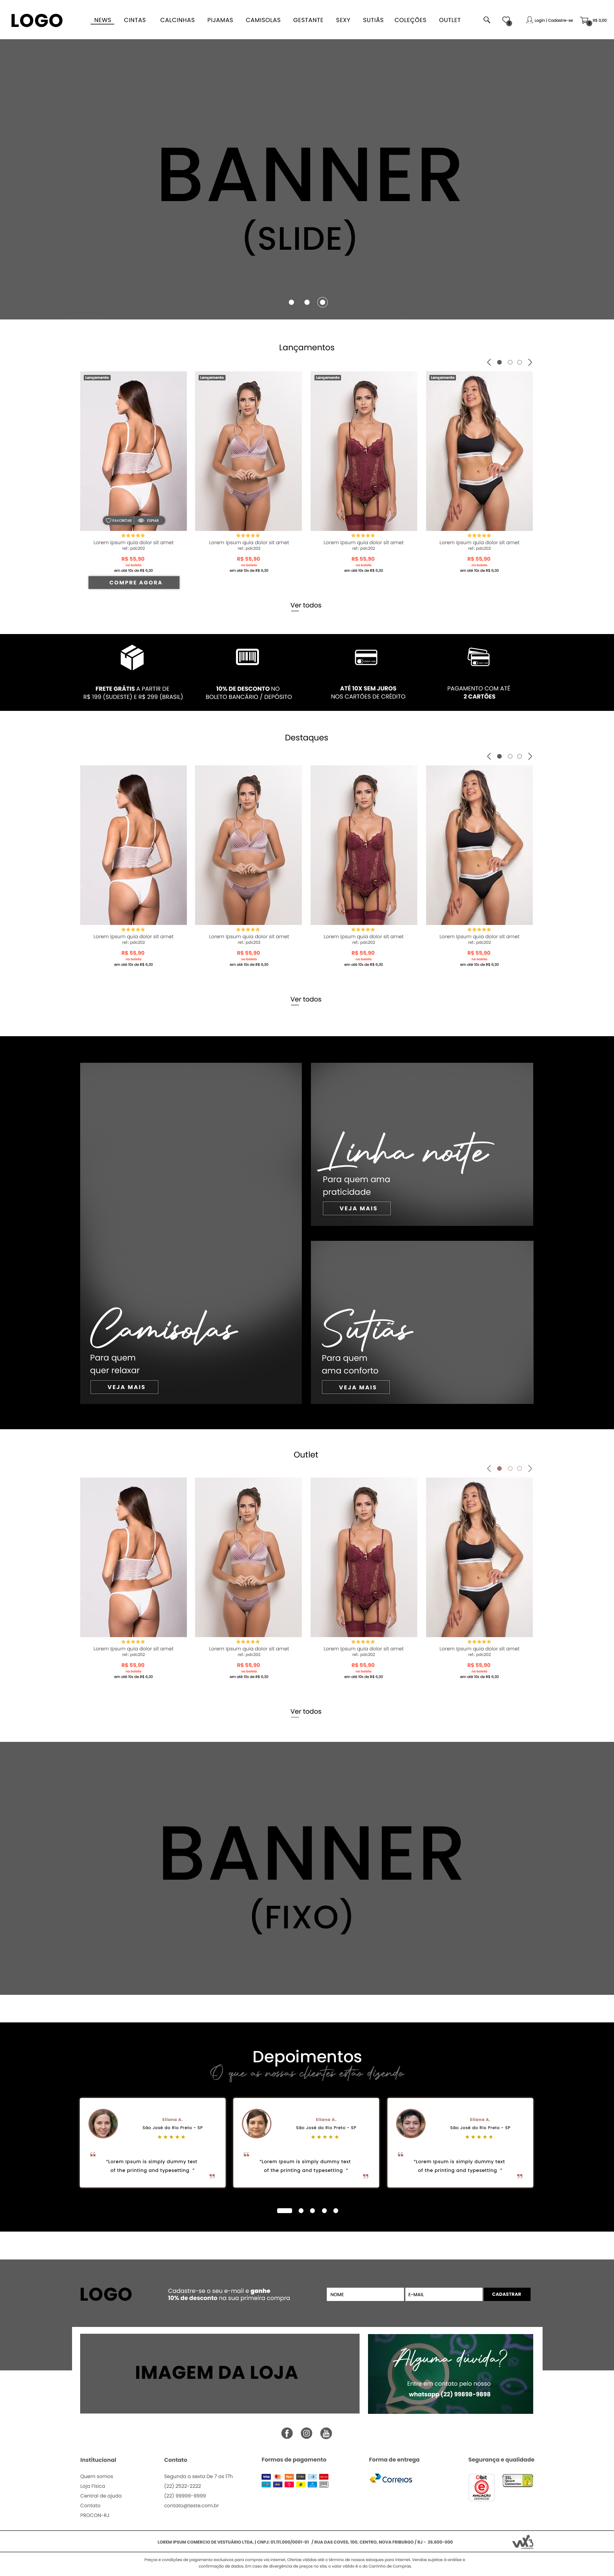 LOGO
NEWS CINTAS CALCINHAS PIJAMAS CAMISOLAS GESTANTE SEXY SUTIÃS COLEÇÕES OUTLET
Login | Cadastre-se
R$ 0,00
BANNER
(SLIDE)
Lançamentos
Lançamento Lançamento Lançamento Lançamento
FAVORITAR ESPIAR
Lorem Ipsum quia dolor sit amet Lorem Ipsum quia dolor sit amet Lorem Ipsum quia dolor sit amet Lorem Ipsum quia dolor sit amet
ref.: pdc202 ref.: pdc202 ref.: pdc202 ref.: pdc202
R$ 55,90 R$ 55,90 R$ 55,90 R$ 55,90
no boleto no boleto no boleto no boleto
em até 10x de R$ 6,30 em até 10x de R$ 6,30 em até 10x de R$ 6,30 em até 10x de R$ 6,30
COMPRE AGORA
Ver todos
FRETE GRÁTIS A PARTIR DE
R$ 199 (SUDESTE) E R$ 299 (BRASIL)
10% DE DESCONTO NO
BOLETO BANCÁRIO / DEPÓSITO
ATÉ 10X SEM JUROS
NOS CARTÕES DE CRÉDITO
PAGAMENTO COM ATÉ
2 CARTÕES
Destaques
Lorem Ipsum quia dolor sit amet Lorem Ipsum quia dolor sit amet Lorem Ipsum quia dolor sit amet Lorem Ipsum quia dolor sit amet
ref.: pdc202 ref.: pdc202 ref.: pdc202 ref.: pdc202
R$ 55,90 R$ 55,90 R$ 55,90 R$ 55,90
no boleto no boleto no boleto no boleto
em até 10x de R$ 6,30 em até 10x de R$ 6,30 em até 10x de R$ 6,30 em até 10x de R$ 6,30
Ver todos
Camisolas
Para quem
quer relaxar
VEJA MAIS
Linha noite
Para quem ama
praticidade
VEJA MAIS
Sutiãs
Para quem
ama conforto
VEJA MAIS
Outlet
Lorem Ipsum quia dolor sit amet Lorem Ipsum quia dolor sit amet Lorem Ipsum quia dolor sit amet Lorem Ipsum quia dolor sit amet
ref.: pdc202 ref.: pdc202 ref.: pdc202 ref.: pdc202
R$ 55,90 R$ 55,90 R$ 55,90 R$ 55,90
no boleto no boleto no boleto no boleto
em até 10x de R$ 6,30 em até 10x de R$ 6,30 em até 10x de R$ 6,30 em até 10x de R$ 6,30
Ver todos
BANNER
(FIXO)
Depoimentos
O que as nossas clientes estão dizendo
Eliana A.
São José do Rio Preto - SP
"Lorem Ipsum is simply dummy text
of the printing and typesetting "
Eliana A.
São José do Rio Preto - SP
"Lorem Ipsum is simply dummy text
of the printing and typesetting "
Eliana A.
São José do Rio Preto - SP
"Lorem Ipsum is simply dummy text
of the printing and typesetting "
LOGO
Cadastre-se o seu e-mail e ganhe
10% de desconto na sua primeira compra
NOME
E-MAIL
CADASTRAR
IMAGEM DA LOJA
Alguma dúvida?
Entre em contato pelo nosso
whatsapp (22) 99698-9698
Institucional
Quem somos
Loja Física
Central de ajuda
Contato
PROCON-RJ
Contato
Segunda a sexta De 7 as 17h
(22) 2522-2222
(22) 99999-9999
contato@teste.com.br
Formas de pagamento
Forma de entrega
Correios
Segurança e qualidade
ebit
LOREM IPSUM COMERCIO DE VESTUÁRIO LTDA. | CNPJ: 01.111.000/0001-01 / RUA DAS COVES, 100, CENTRO, NOVA FRIBURGO / RJ - 28.600-000
Preços e condições de pagamento exclusivos para compras via internet. Ofertas válidas até o término de nossos estoques para internet. Vendas sujeitas à análise e
confirmação de dados. Em caso de divergência de preços no site, o valor válido é o do Carrinho de Compras.